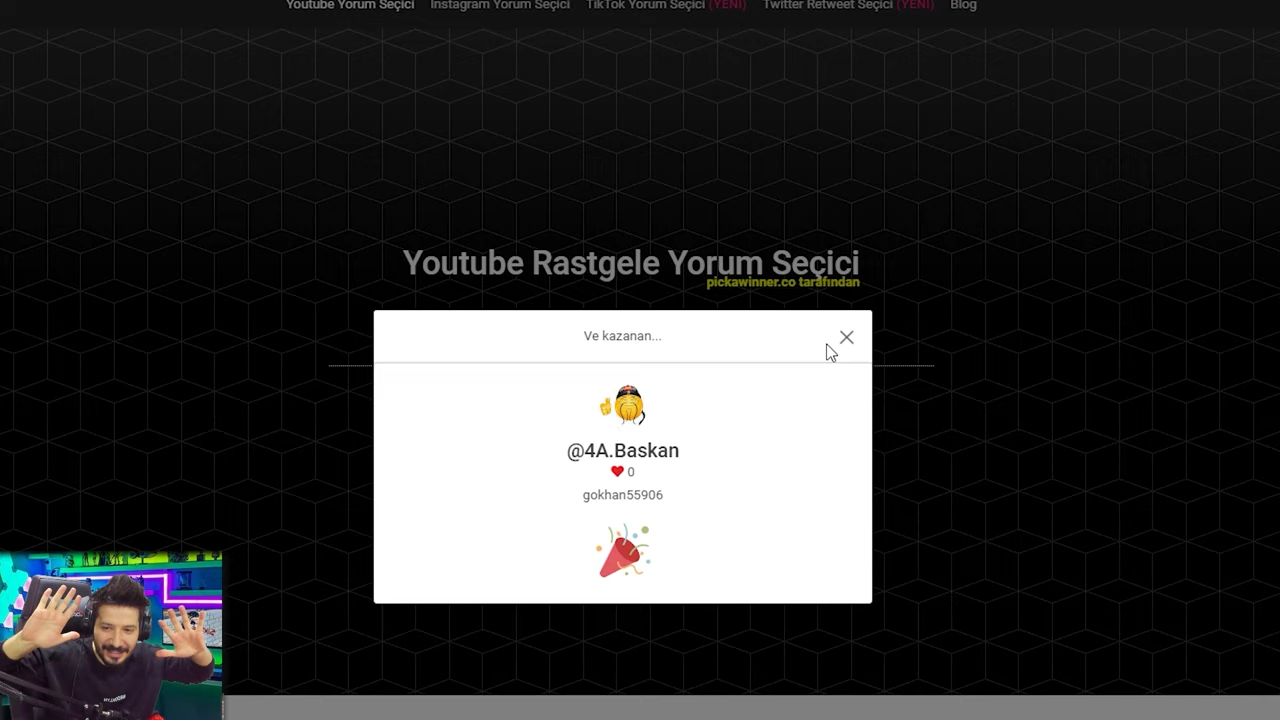 Youtube Yorum Seçici Instagram Yorum Seçici TikTok Yorum Seçici (YENİ) Twitter Retweet Seçici (YENİ) Blog
Youtube Rastgele Yorum Seçici
pickawinner.co tarafından
Ve kazanan...
@4A.Baskan
0
gokhan55906